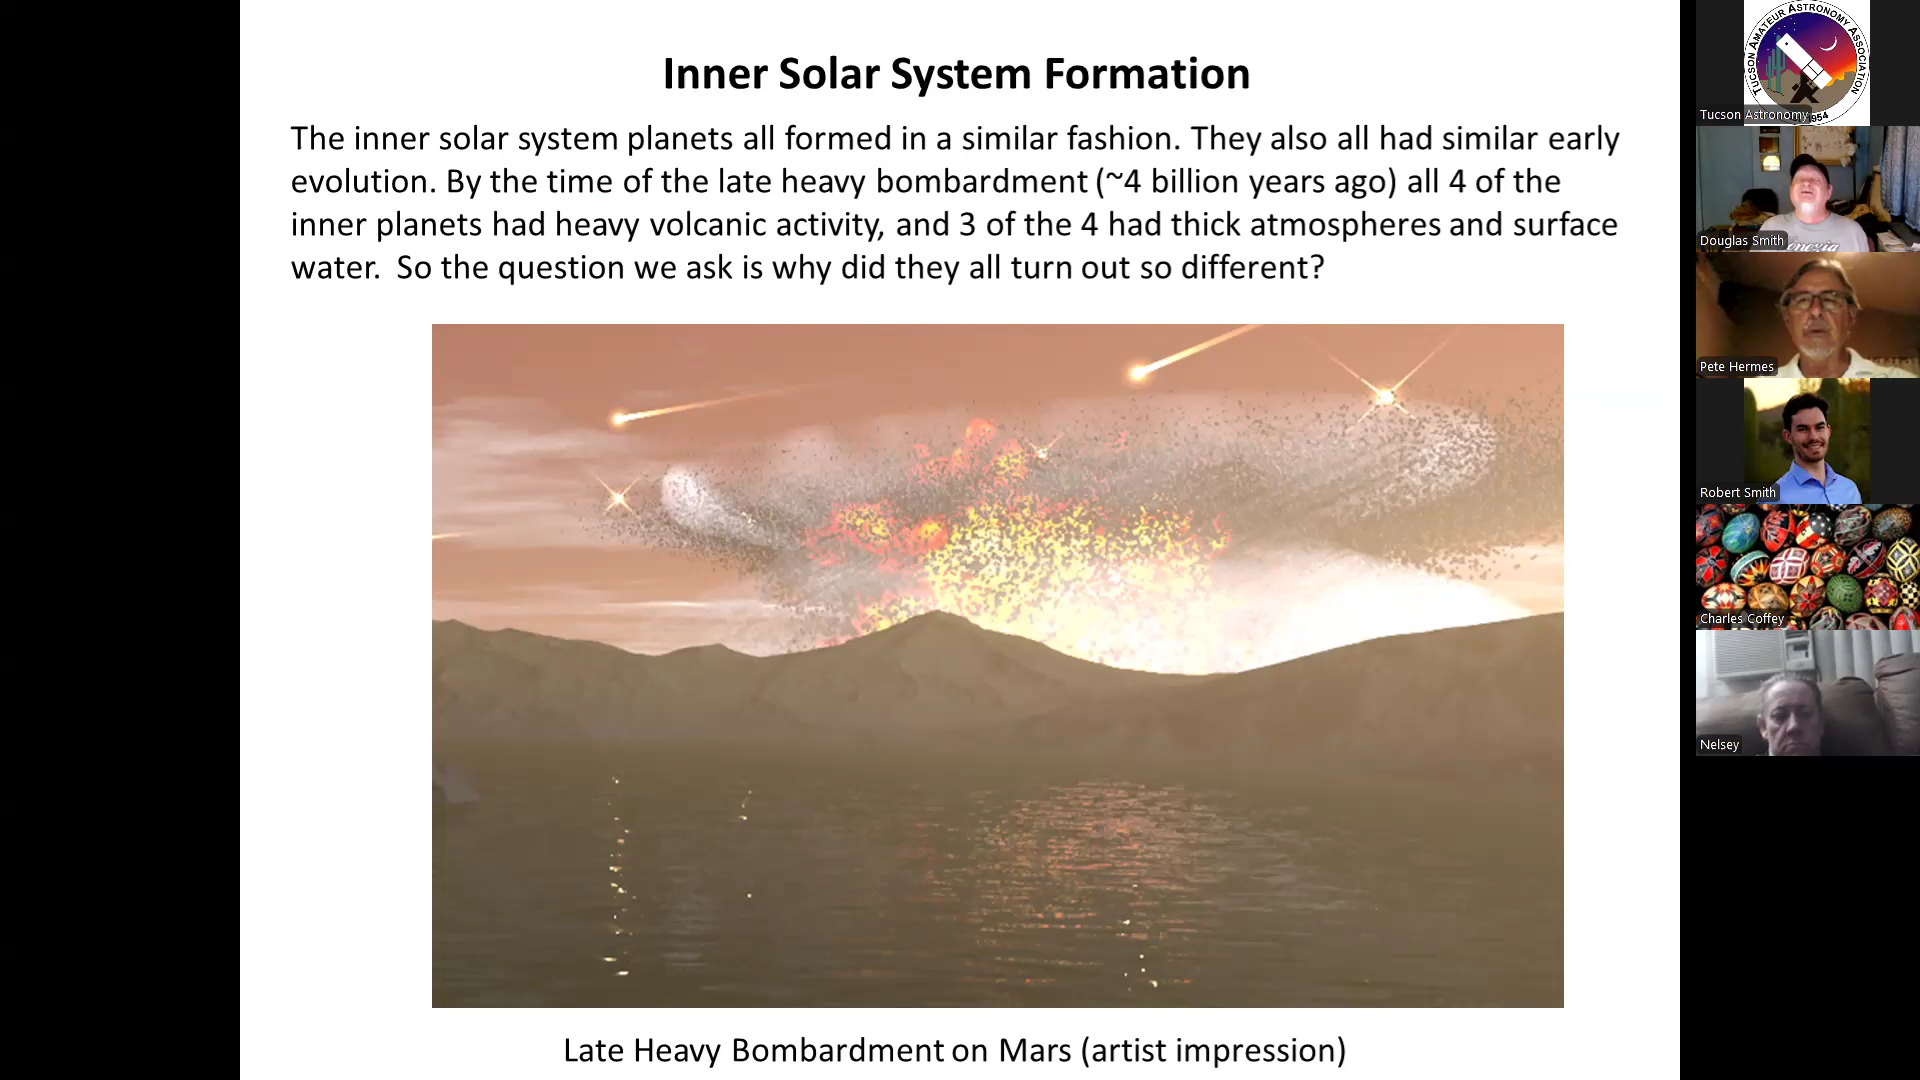 Inner Solar System Formation
The inner solar system planets all formed in a similar fashion. They also all had similar early
evolution. By the time of the late heavy bombardment (~4 billion years ago) all 4 of the
inner planets had heavy volcanic activity, and 3 of the 4 had thick atmospheres and surface
water.  So the question we ask is why did they all turn out so different?
Late Heavy Bombardment on Mars (artist impression)
TUCSON AMATEUR ASTRONOMY ASSOCIATION
Tucson Astronomy
Douglas Smith
Pete Hermes
Robert Smith
Charles Coffey
Nelsey